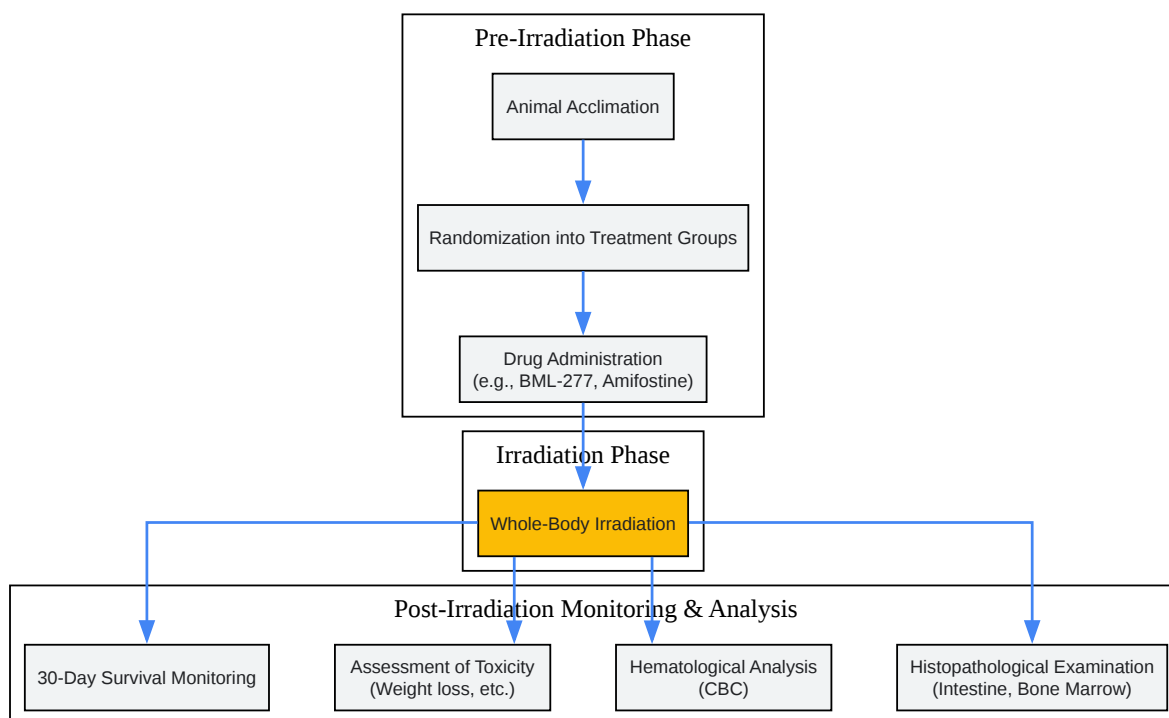 Pre-Irradiation Phase
Animal Acclimation
Randomization into Treatment Groups
Drug Administration
(e.g., BML-277, Amifostine)
Irradiation Phase
Whole-Body Irradiation
Post-Irradiation Monitoring & Analysis
30-Day Survival Monitoring
Assessment of Toxicity
(Weight loss, etc.)
Hematological Analysis
(CBC)
Histopathological Examination
(Intestine, Bone Marrow)